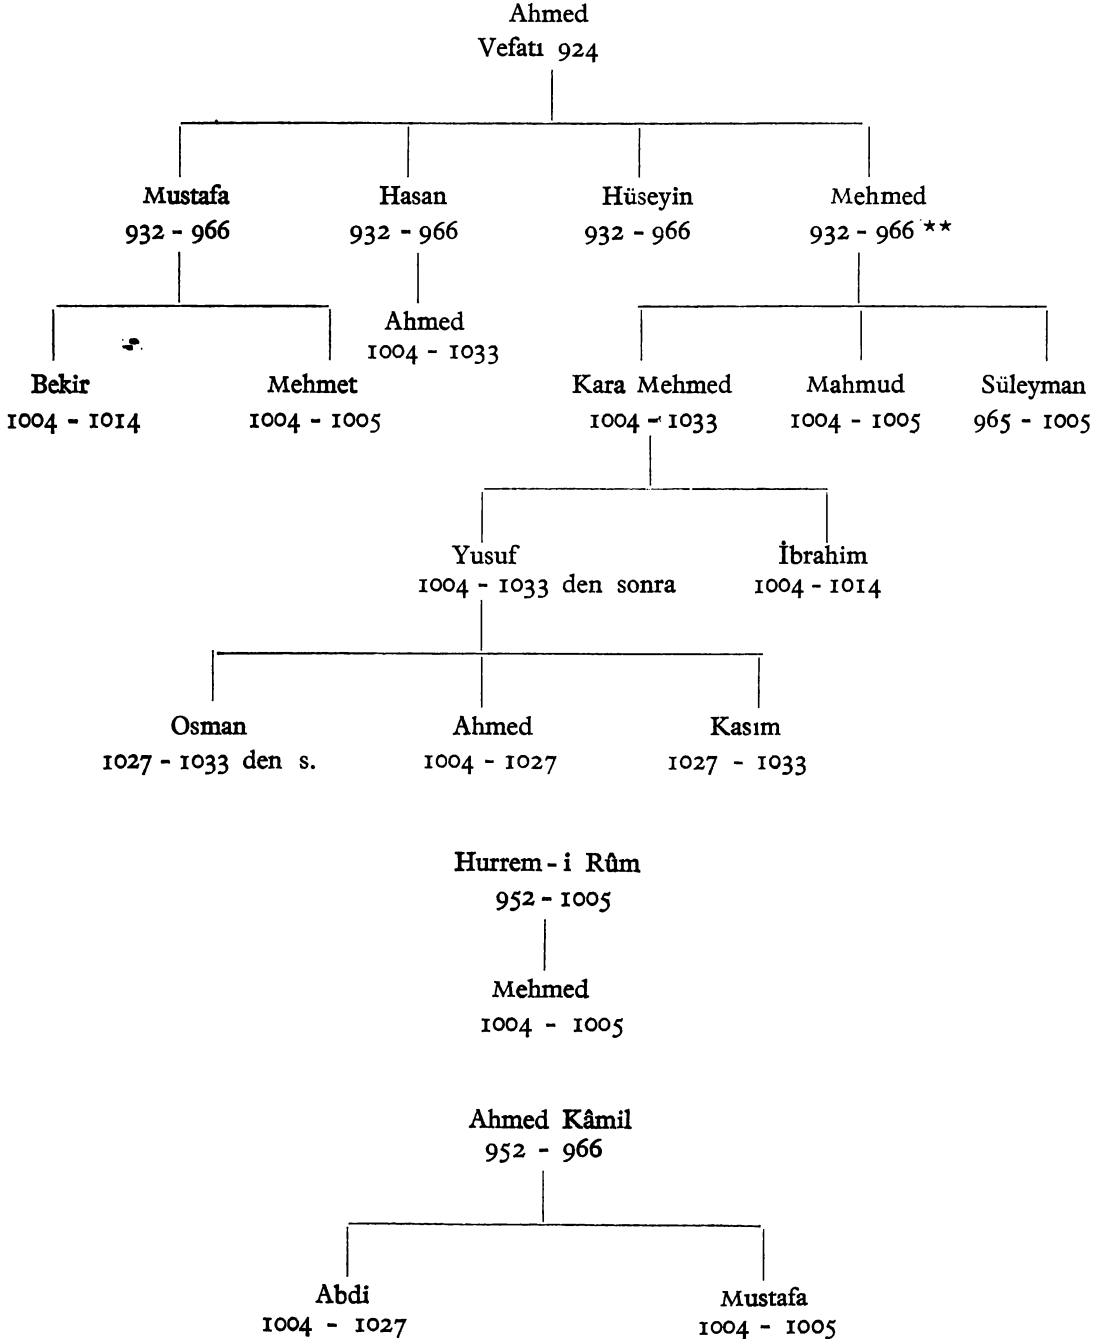 Ahmed
Vefatı 924
Mustafa Hasan Hüseyin Mehmed
932 - 966 932 - 966 932 - 966 932 - 966 **
Ahmed
1004 - 1033
Bekir Mehmet Kara Mehmed Mahmud Süleyman
1004 - 1014 1004 - 1005 1004 - 1033 1004 - 1005 965 - 1005
Yusuf İbrahim
1004 - 1033 den sonra 1004 - 1014
Osman Ahmed Kasım
1027 - 1033 den s. 1004 - 1027 1027 - 1033
Hurrem - i Rûm
952 - 1005
Mehmed
1004 - 1005
Ahmed Kâmil
952 - 966
Abdi Mustafa
1004 - 1027 1004 - 1005